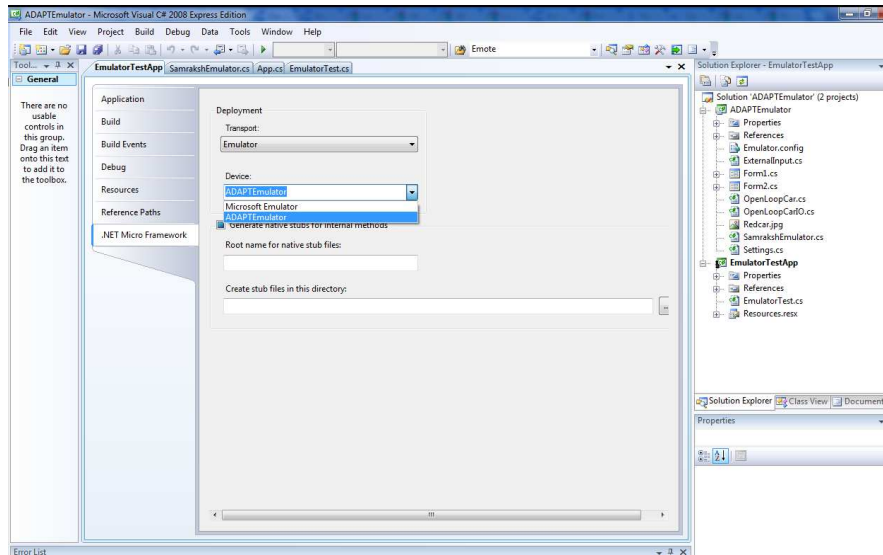 ADAPTEmulator - Microsoft Visual C# 2008 Express Edition
File Edit View Project Build Debug Data Tools Window Help
Emote
Tool...
General
There are no
usable
controls in
this group.
Drag an item
onto this text
to add it to
the toolbox.
EmulatorTestApp SamrakshEmulator.cs App.cs EmulatorTest.cs
Application
Build
Build Events
Debug
Resources
Reference Paths
.NET Micro Framework
Deployment
Transport:
Emulator
Device:
ADAPTEmulator
Microsoft Emulator
ADAPTEmulator
Generate native stubs for internal methods
Root name for native stub files:
Create stub files in this directory:
...
Solution Explorer - EmulatorTestApp
Solution 'ADAPTEmulator' (2 projects)
ADAPTEmulator
Properties
References
Emulator.config
ExternalInput.cs
Form1.cs
Form2.cs
OpenLoopCar.cs
OpenLoopCarIO.cs
Redcar.jpg
SamrakshEmulator.cs
Settings.cs
EmulatorTestApp
Properties
References
EmulatorTest.cs
Resources.resx
Solution Explorer Class View Document
Properties
Error List